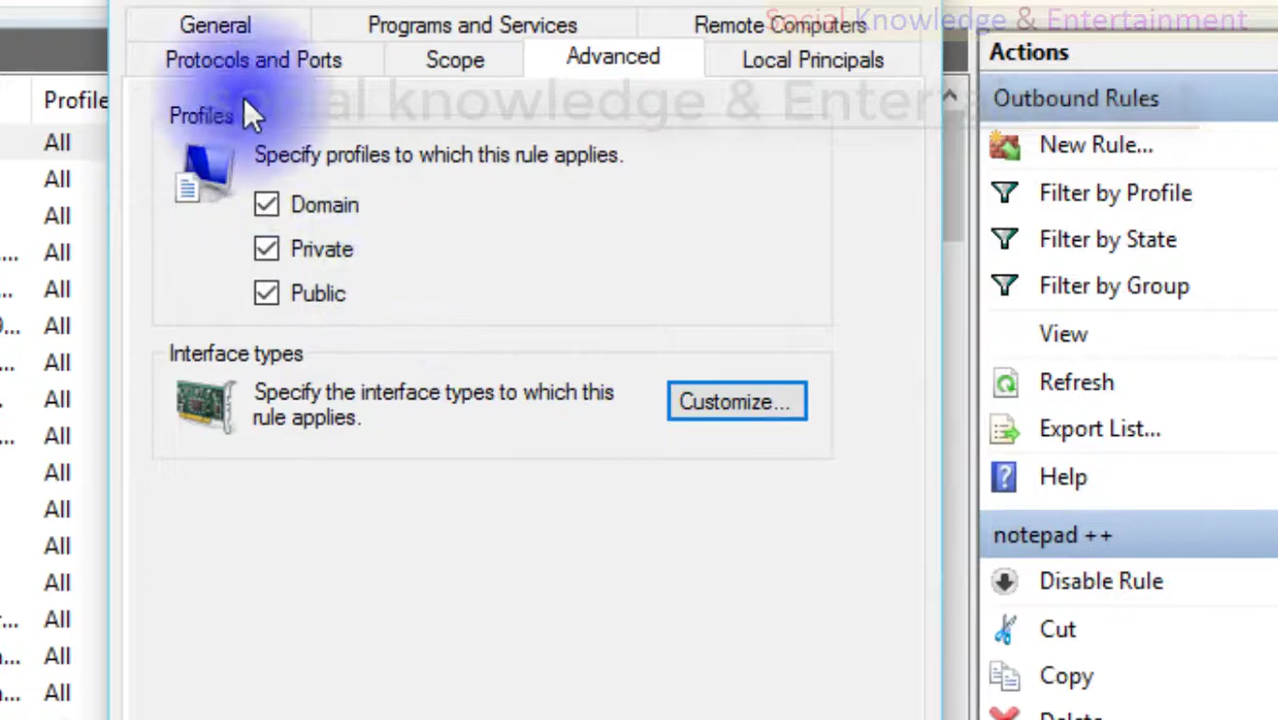 Social Knowledge & Entertainment
General
Programs and Services
Remote Computers
Protocols and Ports
Scope
Advanced
Local Principals
Social knowledge & Entertainment
Profiles
Specify profiles to which this rule applies.
Domain
Private
Public
Interface types
Specify the interface types to which this
rule applies.
Customize...
Profile
All
All
All
... All
... All
... All
All
All
... All
All
All
All
All
...
All
... All
... All
Actions
Outbound Rules
New Rule...
Filter by Profile
Filter by State
Filter by Group
View
Refresh
Export List...
Help
notepad ++
Disable Rule
Cut
Copy
Delete